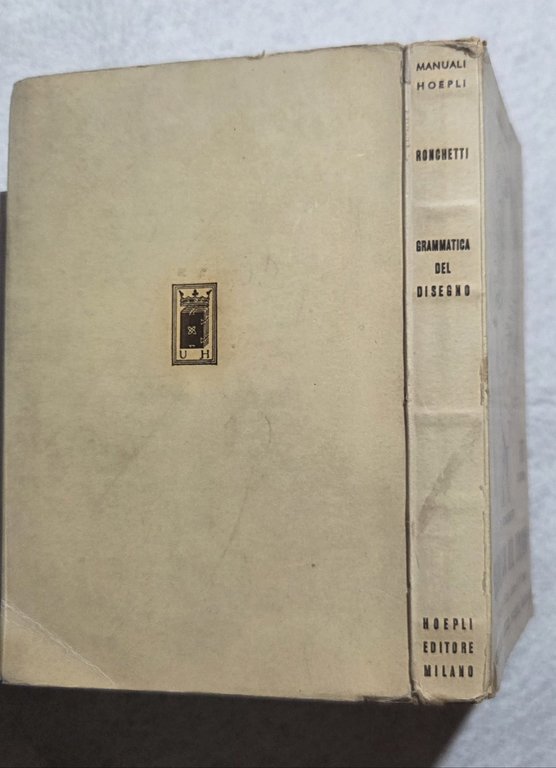 MANUALI
HOEPLI
RONCHETTI
GRAMMATICA
DEL
DISEGNO
HOEPLI
EDITORE
MILANO
U H